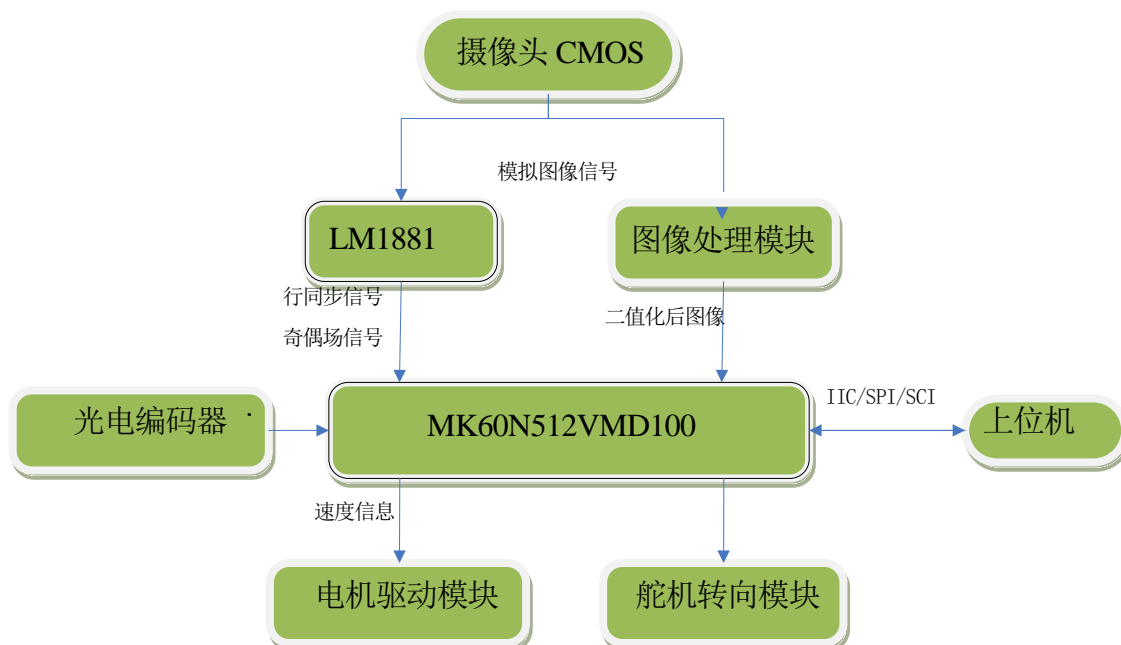 摄像头 CMOS
模拟图像信号
LM1881
图像处理模块
行同步信号
二值化后图像
奇偶场信号
IIC/SPI/SCI
光电编码器
MK60N512VMD100
上位机
速度信息
电机驱动模块
舵机转向模块